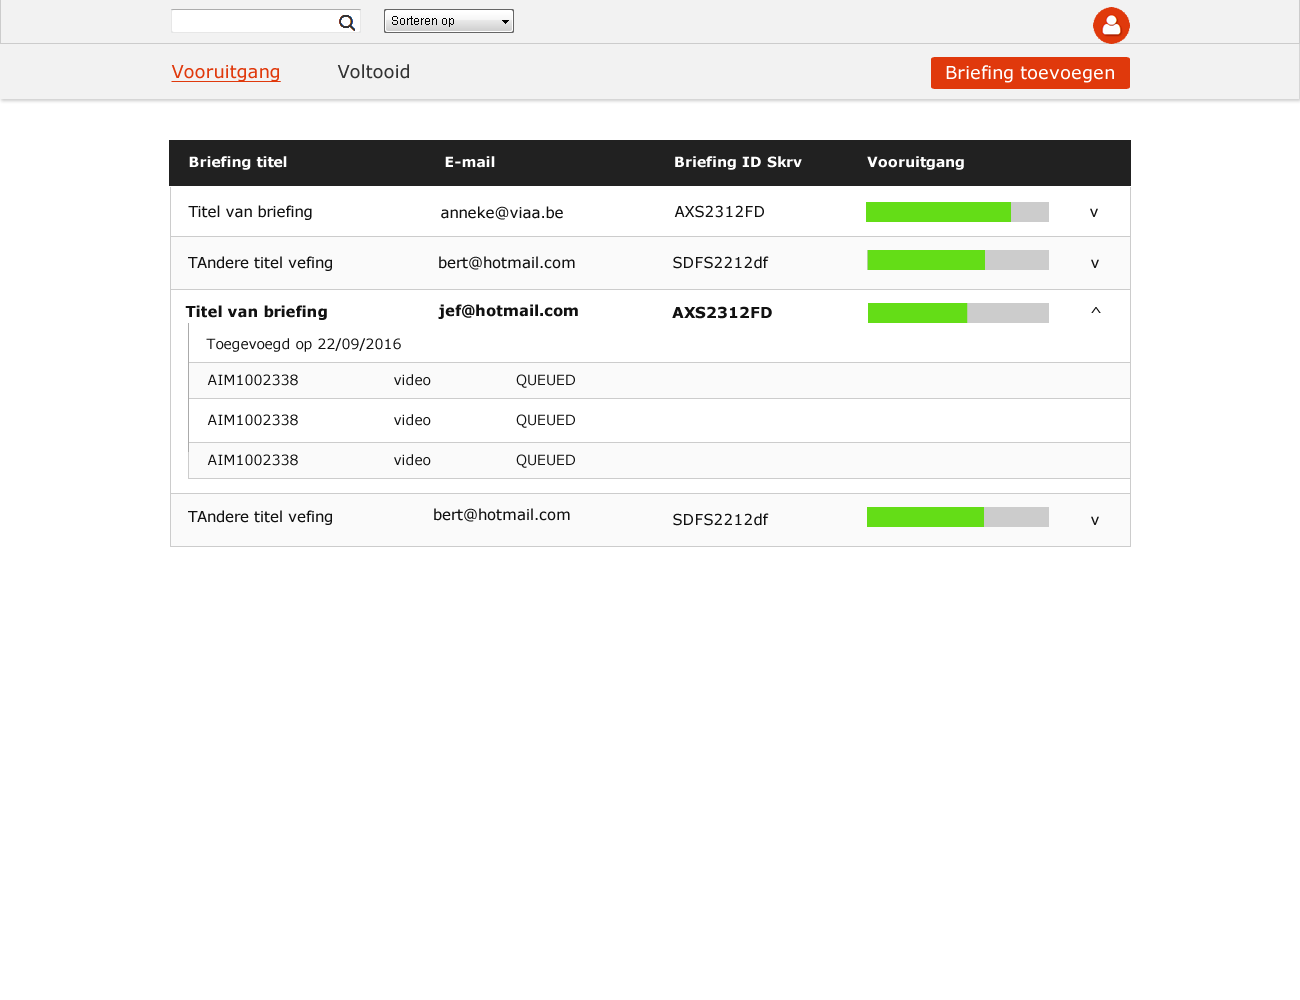 Sorteren op
Vooruitgang Voltooid Briefing toevoegen
Briefing titel E-mail Briefing ID Skrv Vooruitgang
Titel van briefing anneke@viaa.be AXS2312FD v
TAndere titel vefing bert@hotmail.com SDFS2212df v
Titel van briefing jef@hotmail.com AXS2312FD ^
Toegevoegd op 22/09/2016
AIM1002338 video QUEUED
AIM1002338 video QUEUED
AIM1002338 video QUEUED
TAndere titel vefing bert@hotmail.com SDFS2212df v